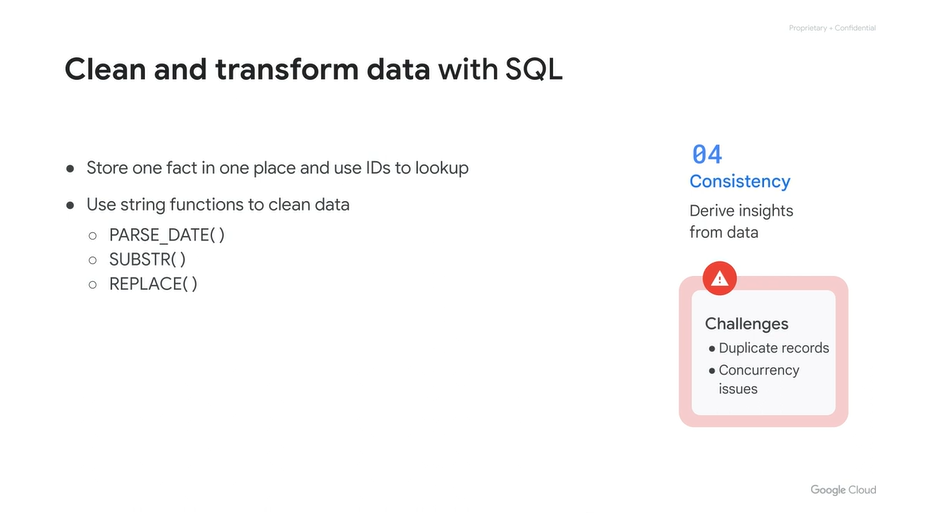 Proprietary + Confidential
Clean and transform data with SQL
● Store one fact in one place and use IDs to lookup
● Use string functions to clean data
○ PARSE_DATE( )
○ SUBSTR( )
○ REPLACE( )
04
Consistency
Derive insights
from data
Challenges
● Duplicate records
● Concurrency
issues
Google Cloud